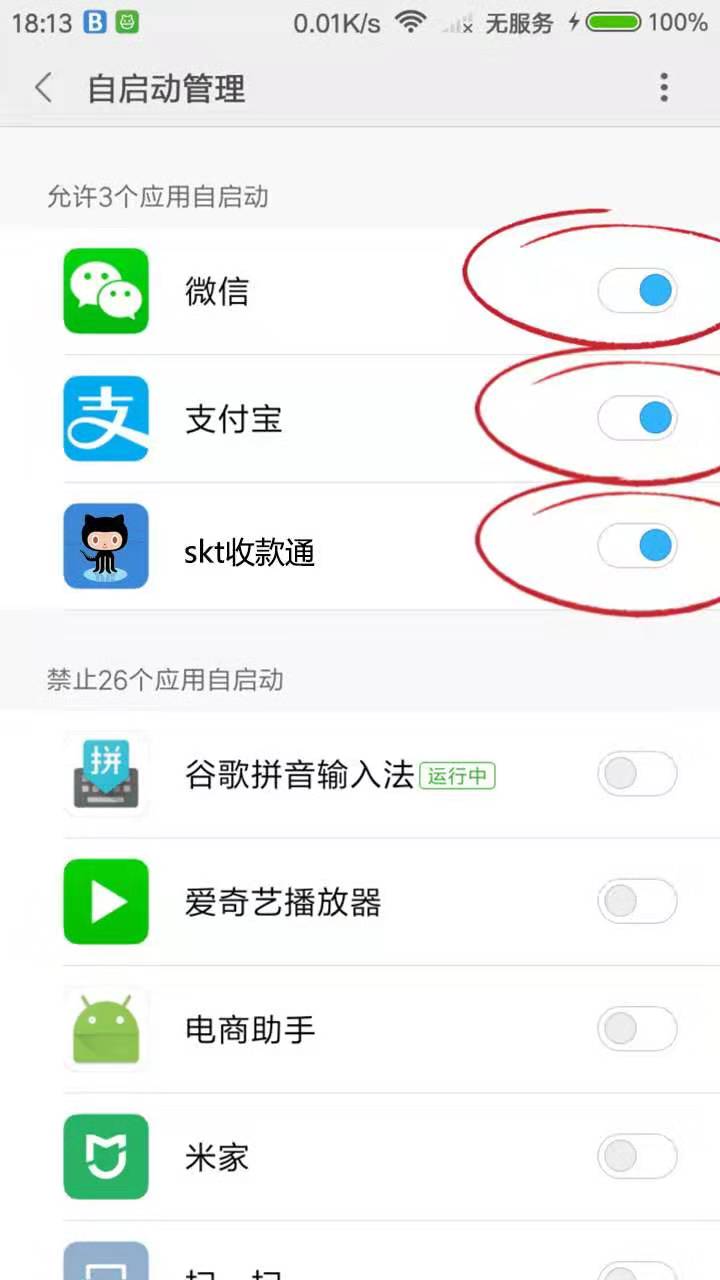 18:13 B 0.01K/s 无服务 100%
自启动管理
允许3个应用自启动
微信
支
支付宝
skt收款通
禁止26个应用自启动
拼
谷歌拼音输入法 运行中
爱奇艺播放器
电商助手
米家